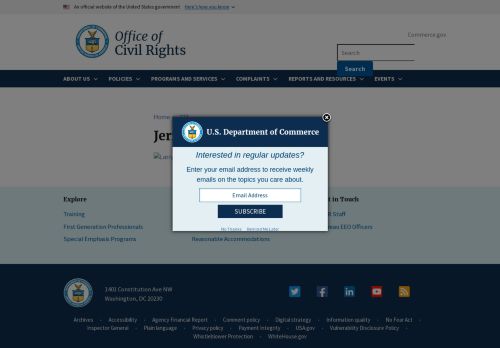 An official website of the United States government Here's how you know
Office of
Civil Rights
Commerce.gov
Search
Search
ABOUT US POLICIES PROGRAMS AND SERVICES COMPLAINTS REPORTS AND RESOURCES EVENTS
Home
Jer
U.S. Department of Commerce
Interested in regular updates?
Enter your email address to receive weekly
emails on the topics you care about.
Email Address
SUBSCRIBE
No Thanks Remind Me Later
Explore
in Touch
Training
Staff
First Generation Professionals
EEO Officers
Special Emphasis Programs
Reasonable Accommodations
1401 Constitution Ave NW
Washington, DC 20230
Archives Accessibility Agency Financial Report Comment policy Digital strategy Information quality No Fear Act
Inspector General Plain language Privacy policy Payment Integrity USA.gov Vulnerability Disclosure Policy
Whistleblower Protection WhiteHouse.gov